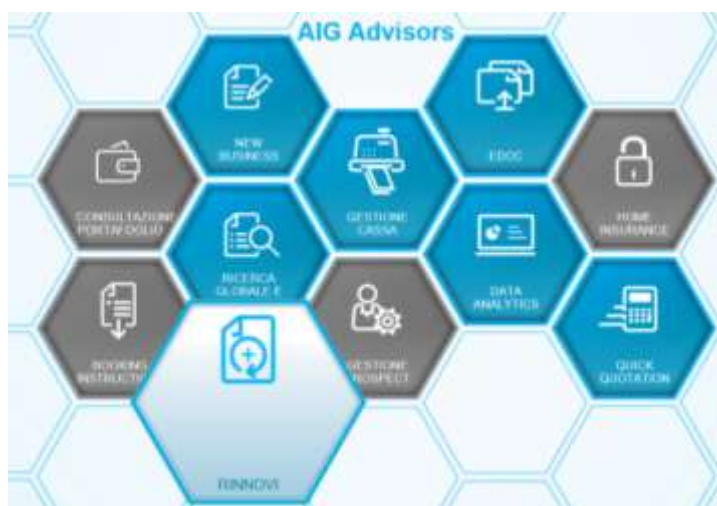 AIG Advisors
NEW
BUSINESS
EDOC
CONSULTAZIONE
PORTAFOGLIO
GESTIONE
CASSA
HOME
INSURANCE
RICERCA
GLOBALE E
DATA
ANALYTICS
BOOKING
INSTRUCTI
GESTIONE
PROSPECT
QUICK
QUOTATION
RINNOVI